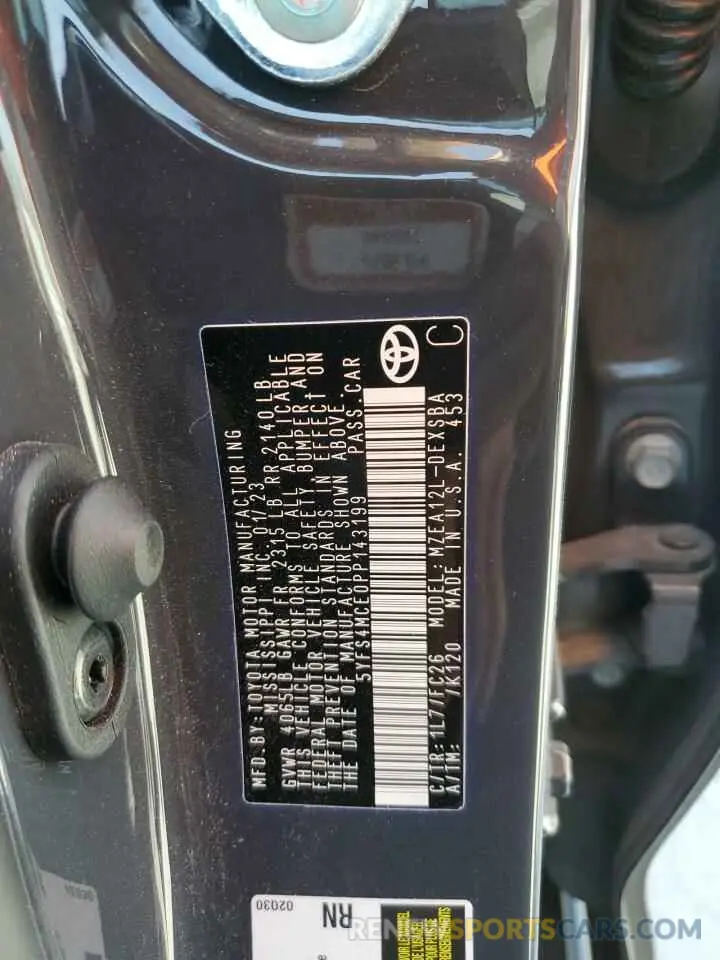 MFD. BY: TOYOTA MOTOR MANUFACTURING
MISSISSIPPI INC. 01/23
GVWR 4065LB GAWR FR 2315 LB RR 2140 LB
THIS VEHICLE CONFORMS TO ALL APPLICABLE
FEDERAL MOTOR VEHICLE SAFETY, BUMPER, AND
THEFT PREVENTION STANDARDS IN EFFECT ON
THE DATE OF MANUFACTURE SHOWN ABOVE.
5YFS4MCE0PP143199 PASS.CAR
C
C/TR: 1L7/FC26 MODEL: MZEA12L-DEXSBA
A/TM: /K120 MADE IN U.S.A. 453
02030
RN
RENEWSPORTSCARS.COM